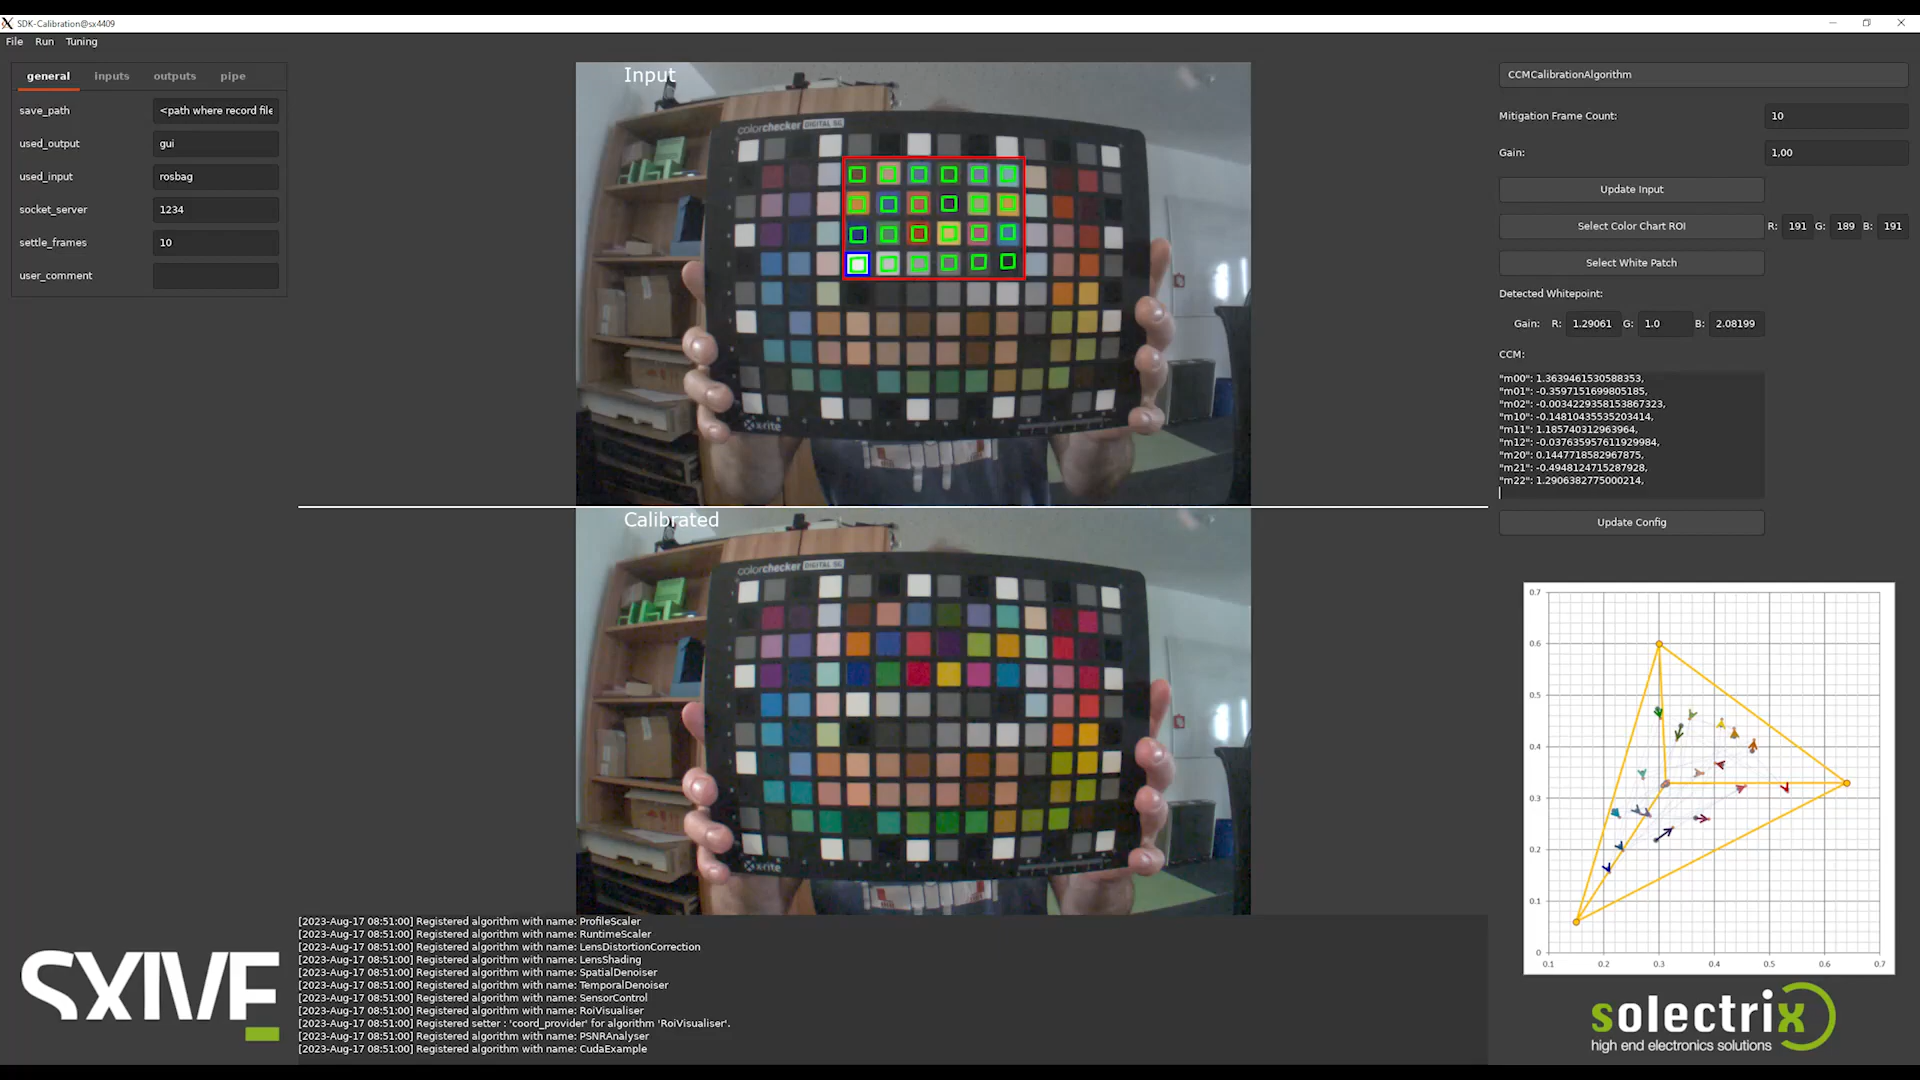 SDK-Calibration@sx4409
File Run Tuning
general inputs outputs pipe
save_path <path where record file
used_output gui
used_input rosbag
socket_server 1234
settle_frames 10
user_comment
Input
colorchecker DIGITAL SG
x-rite
Calibrated
colorchecker DIGITAL SG
x-rite
[2023-Aug-17 08:51:00] Registered algorithm with name: ProfileScaler
[2023-Aug-17 08:51:00] Registered algorithm with name: RuntimeScaler
[2023-Aug-17 08:51:00] Registered algorithm with name: LensDistortionCorrection
[2023-Aug-17 08:51:00] Registered algorithm with name: LensShading
[2023-Aug-17 08:51:00] Registered algorithm with name: SpatialDenoiser
[2023-Aug-17 08:51:00] Registered algorithm with name: TemporalDenoiser
[2023-Aug-17 08:51:00] Registered algorithm with name: SensorControl
[2023-Aug-17 08:51:00] Registered algorithm with name: RoiVisualiser
[2023-Aug-17 08:51:00] Registered setter : 'coord_provider' for algorithm 'RoiVisualiser'.
[2023-Aug-17 08:51:00] Registered algorithm with name: PSNRAnalyser
[2023-Aug-17 08:51:00] Registered algorithm with name: CudaExample
CCMCalibrationAlgorithm
Mitigation Frame Count: 10
Gain: 1,00
Update Input
Select Color Chart ROI R: 191 G: 189 B: 191
Select White Patch
Detected Whitepoint:
Gain: R: 1.29061 G: 1.0 B: 2.08199
CCM:
"m00": 1.3639461530588353,
"m01": -0.3597151699805185,
"m02": -0.0034229358153867323,
"m10": -0.14810435535203414,
"m11": 1.185740312963964,
"m12": -0.037635957611929984,
"m20": 0.1447718582967875,
"m21": -0.4948124715287928,
"m22": 1.2906382775000214,
Update Config
0.7
0.6
0.5
0.4
0.3
0.2
0.1
0
0.1 0.2 0.3 0.4 0.5 0.6 0.7
SXIVE
solectrix
high end electronics solutions